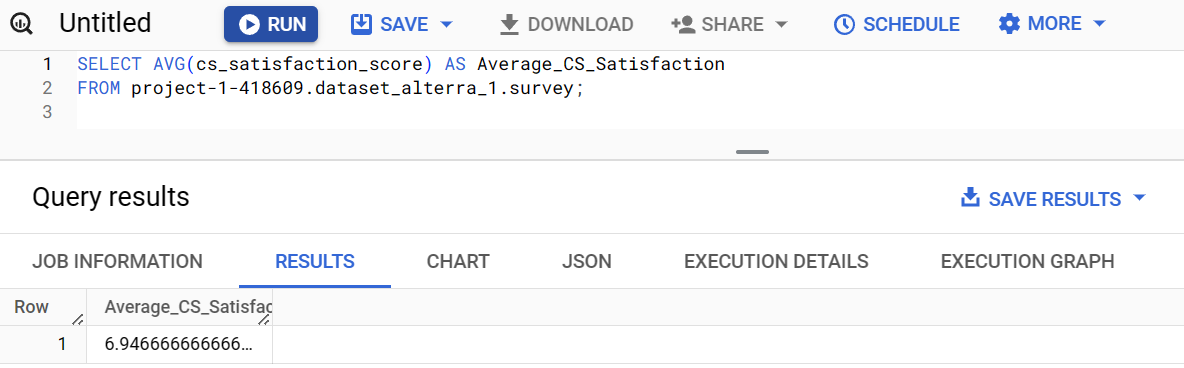 Untitled RUN SAVE DOWNLOAD SHARE SCHEDULE MORE
1 SELECT AVG(cs_satisfaction_score) AS Average_CS_Satisfaction
2 FROM project-1-418609.dataset_alterra_1.survey;
3
Query results SAVE RESULTS
JOB INFORMATION RESULTS CHART JSON EXECUTION DETAILS EXECUTION GRAPH
Row Average_CS_Satisfac
1 6.946666666666...